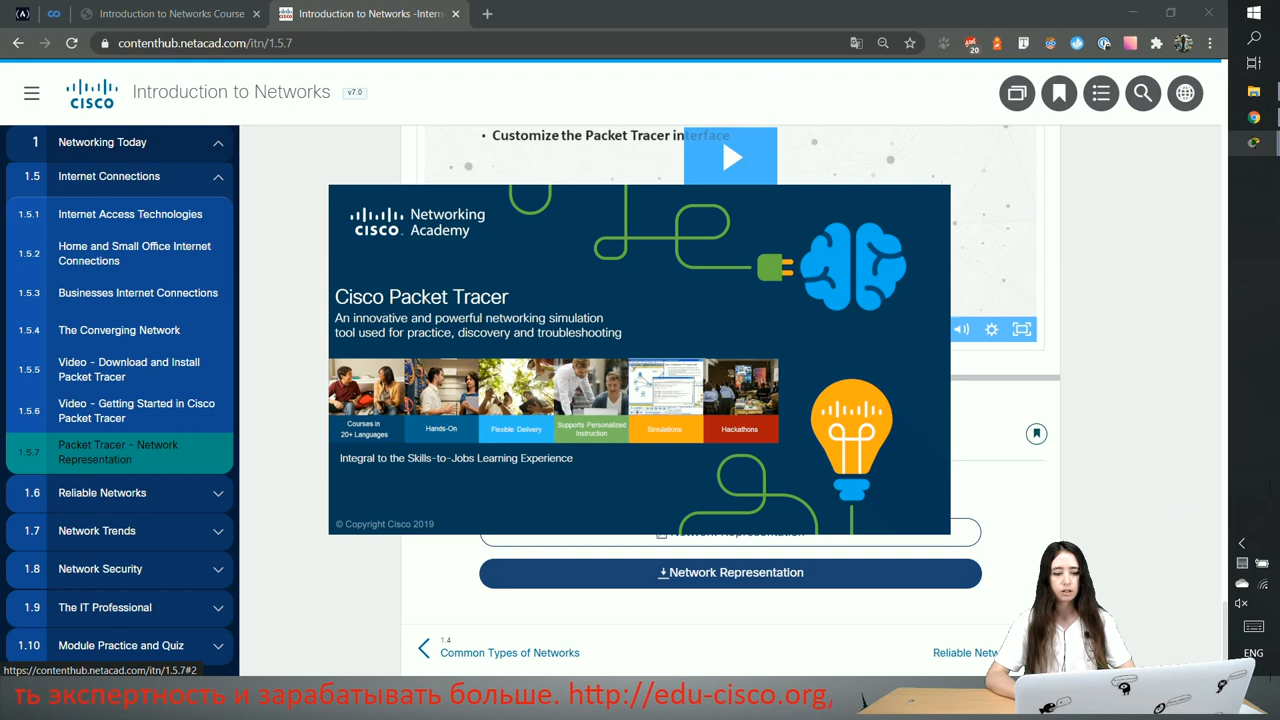 Introduction to Networks Course
Introduction to Networks -Intern
contenthub.netacad.com/itn/1.5.7
20
CISCO
Introduction to Networks
v7.0
1 Networking Today
1.5 Internet Connections
1.5.1 Internet Access Technologies
1.5.2 Home and Small Office Internet
Connections
1.5.3 Businesses Internet Connections
1.5.4 The Converging Network
1.5.5 Video - Download and Install
Packet Tracer
1.5.6 Video - Getting Started in Cisco
Packet Tracer
1.5.7 Packet Tracer - Network
Representation
1.6 Reliable Networks
1.7 Network Trends
1.8 Network Security
1.9 The IT Professional
1.10 Module Practice and Quiz
https://contenthub.netacad.com/itn/1.5.7#2
• Customize the Packet Tracer interface
CISCO Networking
Academy
Cisco Packet Tracer
An innovative and powerful networking simulation
tool used for practice, discovery and troubleshooting
Courses in
20+ Languages
Hands-On
Flexible Delivery
Supports Personalized
Instruction
Simulations
Hackathons
Integral to the Skills-to-Jobs Learning Experience
© Copyright Cisco 2019
Network Representation
Network Representation
1.4
Common Types of Networks
Reliable Netw
ENG
ть экспертность и зарабатывать больше. http://edu-cisco.org,